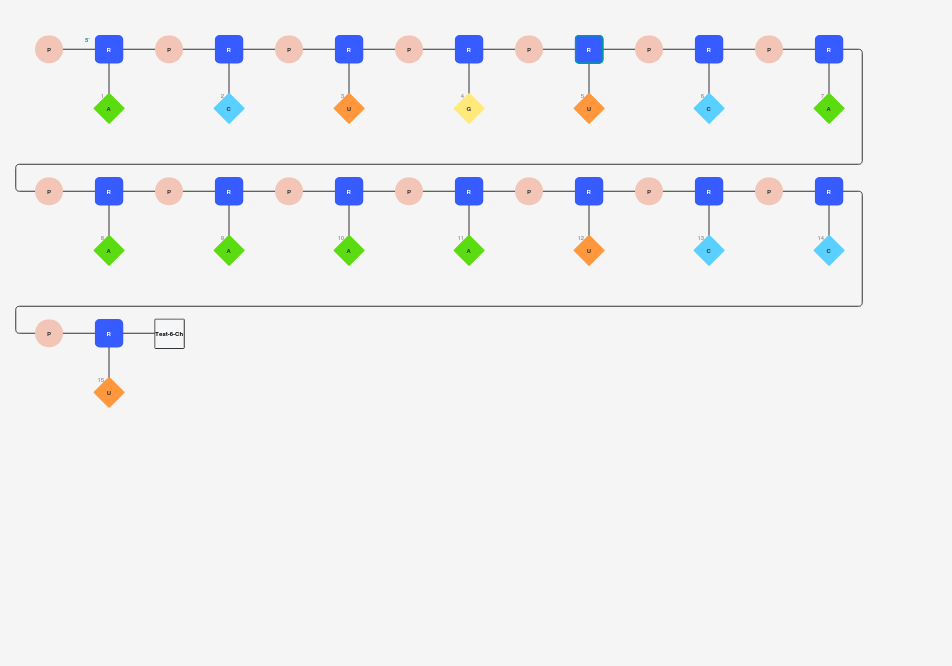 5'
P R P R P R P R P R P R P R
1 2 3 4 5 6 7
A C U G U C A
P R P R P R P R P R P R P R
8 9 10 11 12 13 14
A A A A U C C
P R Test-6-Ch
15
U